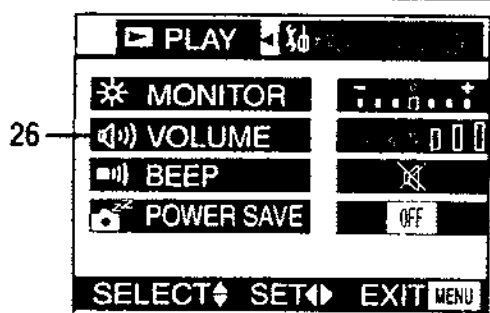 PLAY
MONITOR - +
26 VOLUME
BEEP
POWER SAVE OFF
SELECT SET EXIT MENU